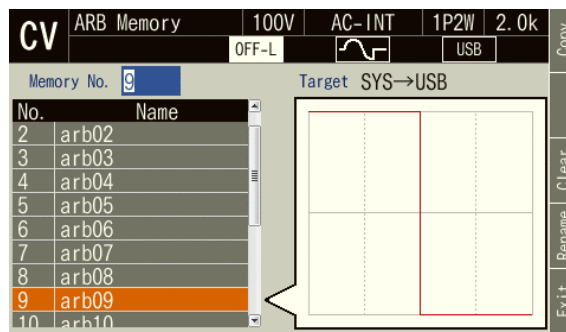 CV ARB Memory 100V AC-INT 1P2W 2.0k
OFF-L USB
Memory No. 9 Target SYS→USB
No. Name
2 arb02
3 arb03
4 arb04
5 arb05
6 arb06
7 arb07
8 arb08
9 arb09
10 arb10
Copy
Clear
Rename
Exit